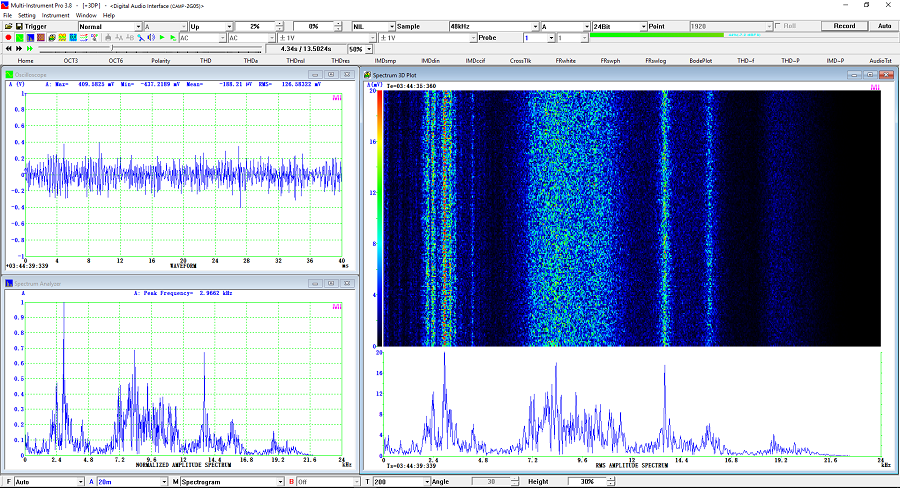 Multi-Instrument Pro 3.8 - [+3DP] - <Digital Audio Interface (CAMP-2G05)>
File Setting Instrument Window Help
Trigger Normal A Up 2% 0% NIL Sample 48kHz A 24Bit Point 1920 Roll Record Auto
AC AC ± 1V ± 1V Probe 1 1
4.34s / 13.5024s 50%
Home OCT3 OCT6 Polarity THD THDa THDnsl THDres IMDsmp IMDdin IMDccif CrossTlk FRwhite FRswph FRswlog BodePlot THD~f THD~P IMD~P AudioTst
Oscilloscope
A (V) A: Max= 409.5825 mV Min= -437.2189 mV Mean= RMS= 126.58322 mV
1
0.8
0.6
0.4
0.2
0
-0.2
-0.4
-0.6
-0.8
-1
0 4 8 12 16 20 24 28 32 36 40
+03:44:39:339 WAVEFORM ms
Spectrum Analyzer
A A: Peak Frequency= 2.9662 kHz
1
0.9
0.8
0.7
0.6
0.5
0.4
0.3
0.2
0.1
0
0 2.4 4.8 7.2 9.6 12 14.4 16.8 19.2 21.6 24
NORMALIZED AMPLITUDE SPECTRUM kHz
Spectrum 3D Plot
A(mV) Ts=03:44:35:360
20
16
12
8
4
0
20
16
12
8
4
0
0 2.4 4.8 7.2 9.6 12 14.4 16.8 19.2 21.6 24
Ts=03:44:39:339 RMS AMPLITUDE SPECTRUM kHz
F Auto A 20m M Spectrogram B Off T 200 Angle 30 Height 30%